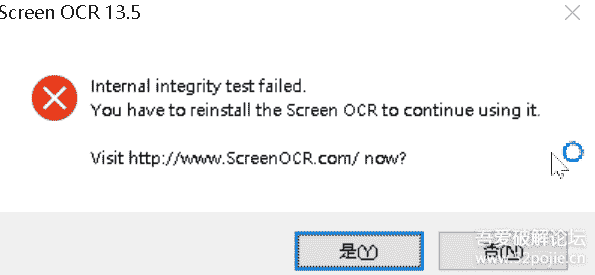 Screen OCR 13.5
Internal integrity test failed.
You have to reinstall the Screen OCR to continue using it.
Visit http://www.ScreenOCR.com/ now?
是(Y)
否(N)
吾爱破解论坛
www.52pojie.cn